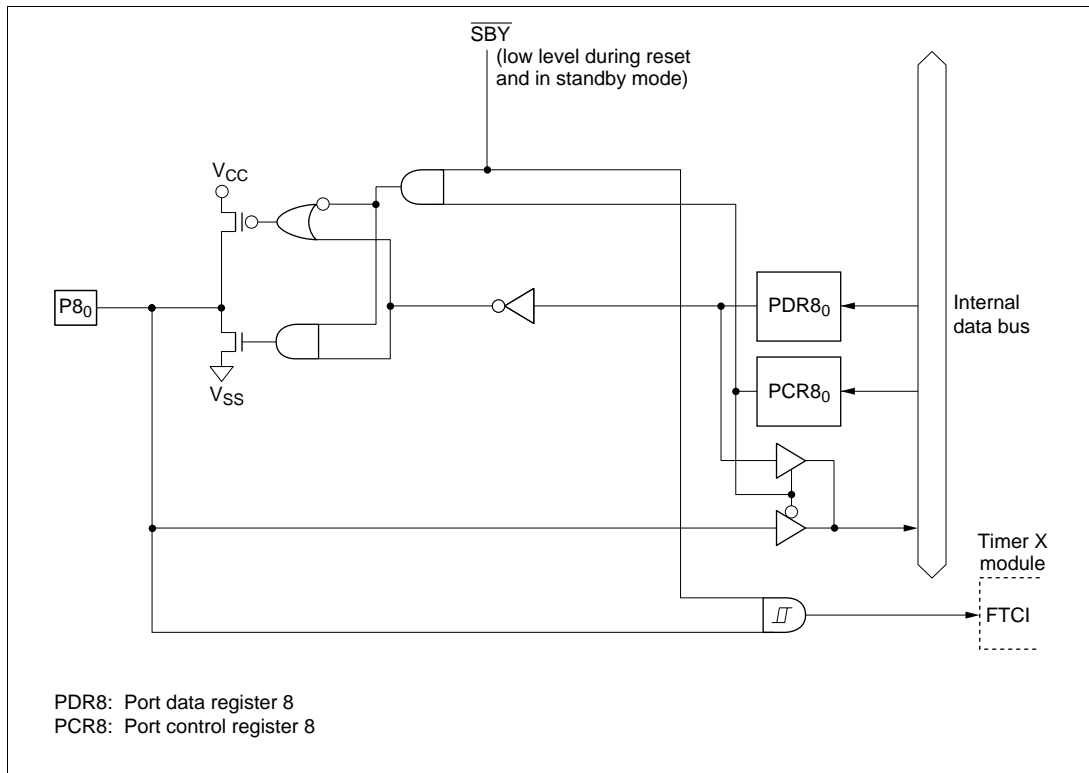 SBY
(low level during reset
and in standby mode)
VCC
P80
PDR80
Internal
data bus
PCR80
VSS
Timer X
module
FTCI
PDR8: Port data register 8
PCR8: Port control register 8